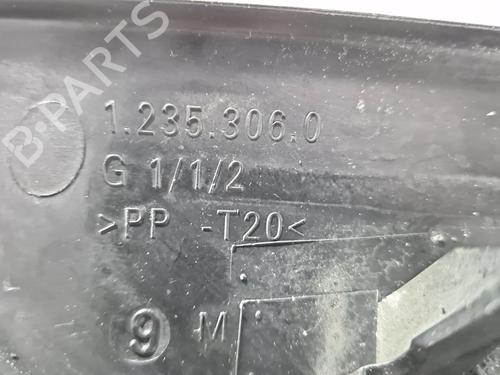 B-PARTS
1.235.306.0
G 1/1/2
>PP -T20<
9 M